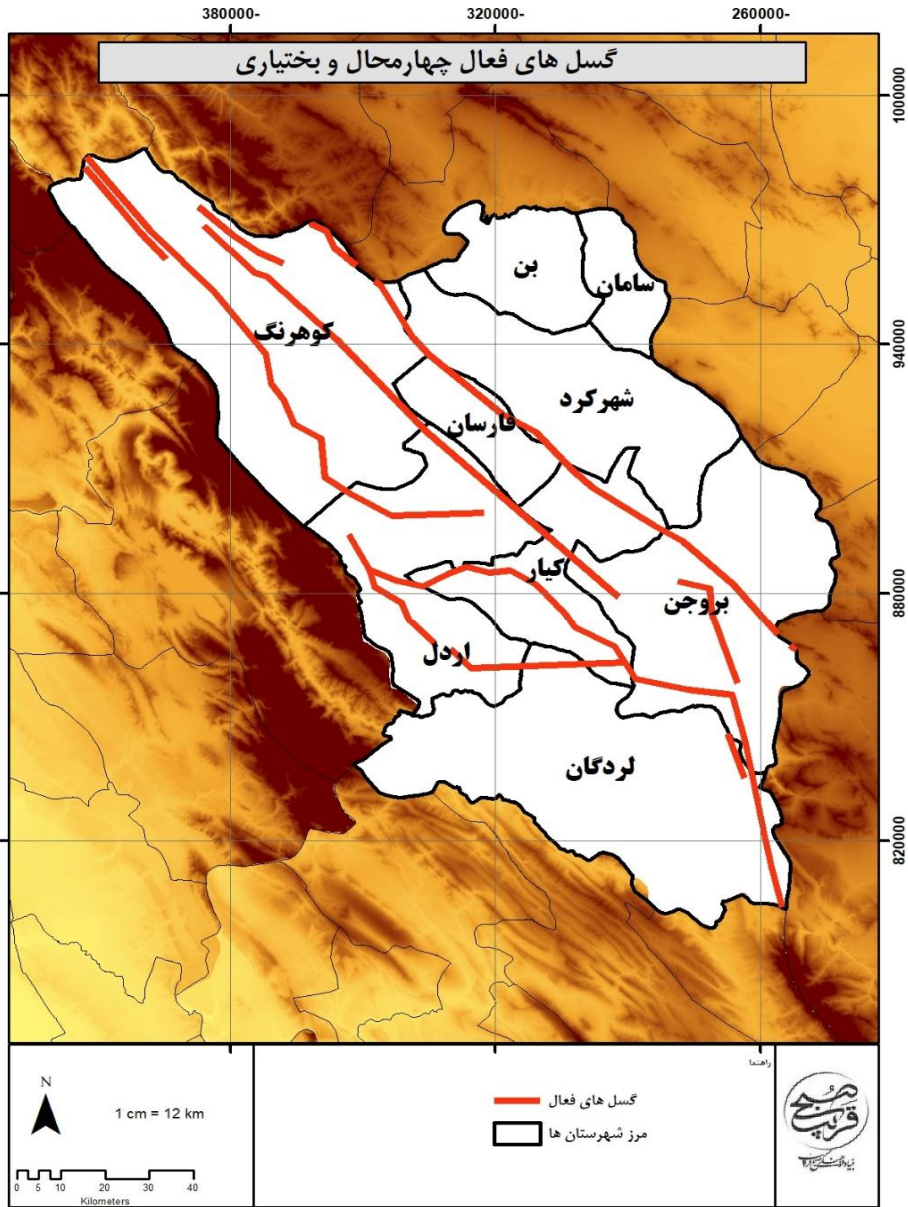 380000- 320000- 260000-
گسل های فعال چهارمحال و بختیاری
1000000
بن
سامان
940000
کوهرنگ
شهرکرد
فارسان
کیار
880000
بروجن
اردل
لردگان
820000
راهنما
N
1 cm = 12 km
گسل های فعال
مرز شهرستان ها
0 5 10 20 30 40
Kilometers
صبح قریب